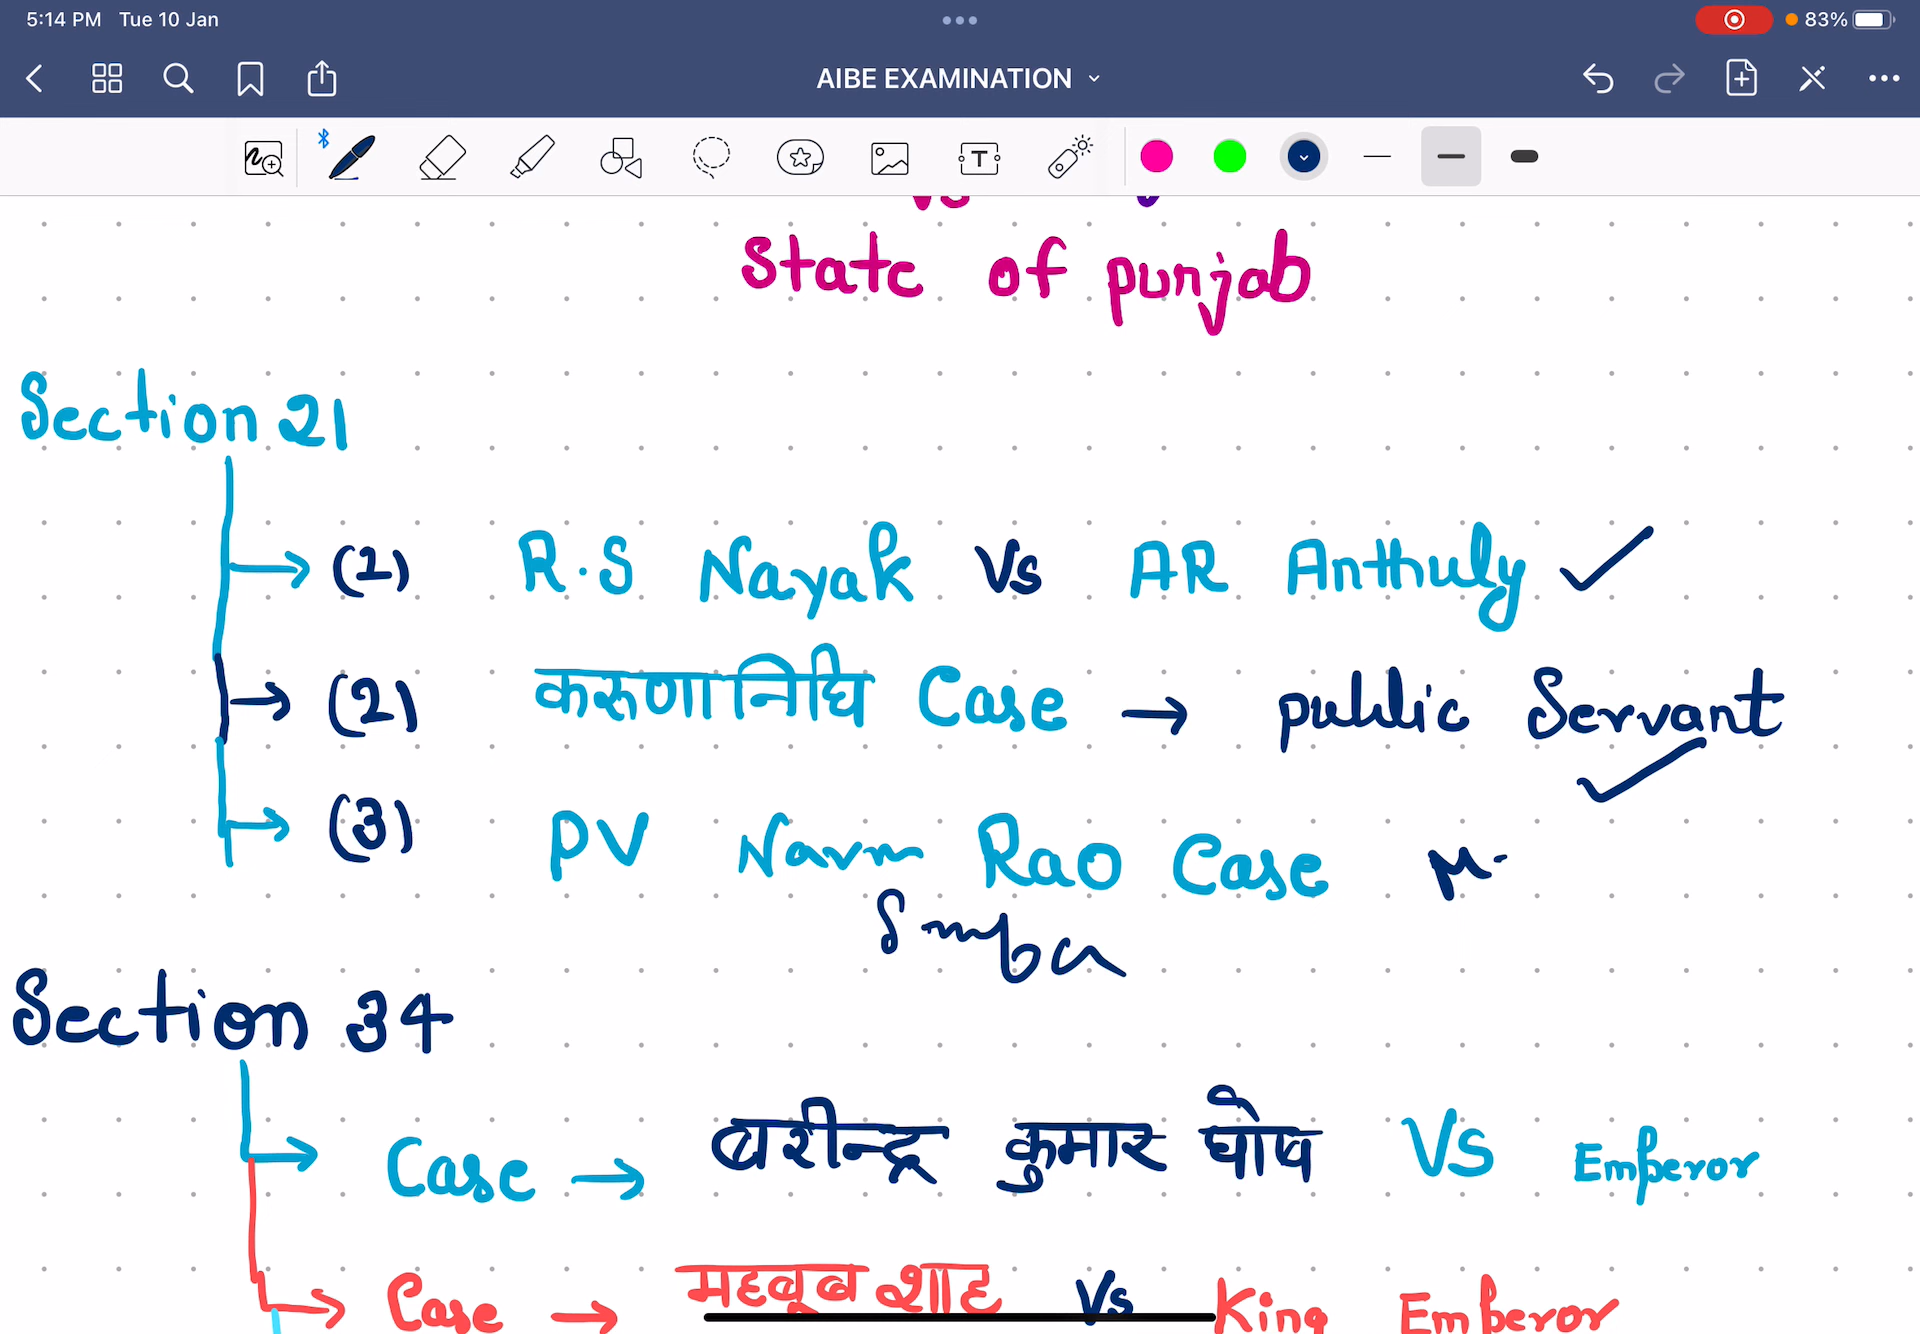 5:14 PM Tue 10 Jan 83%
AIBE EXAMINATION
State of punjab
Section 21
(1) R.S Nayak Vs AR Anthuly
(2) करुणानिधि Case → public Servant
(3) PV Rao Case
Section 34
Case → बरीन्द्र कुमार घोष VS Emperor
Case → महबूब शाह Vs King Emperor